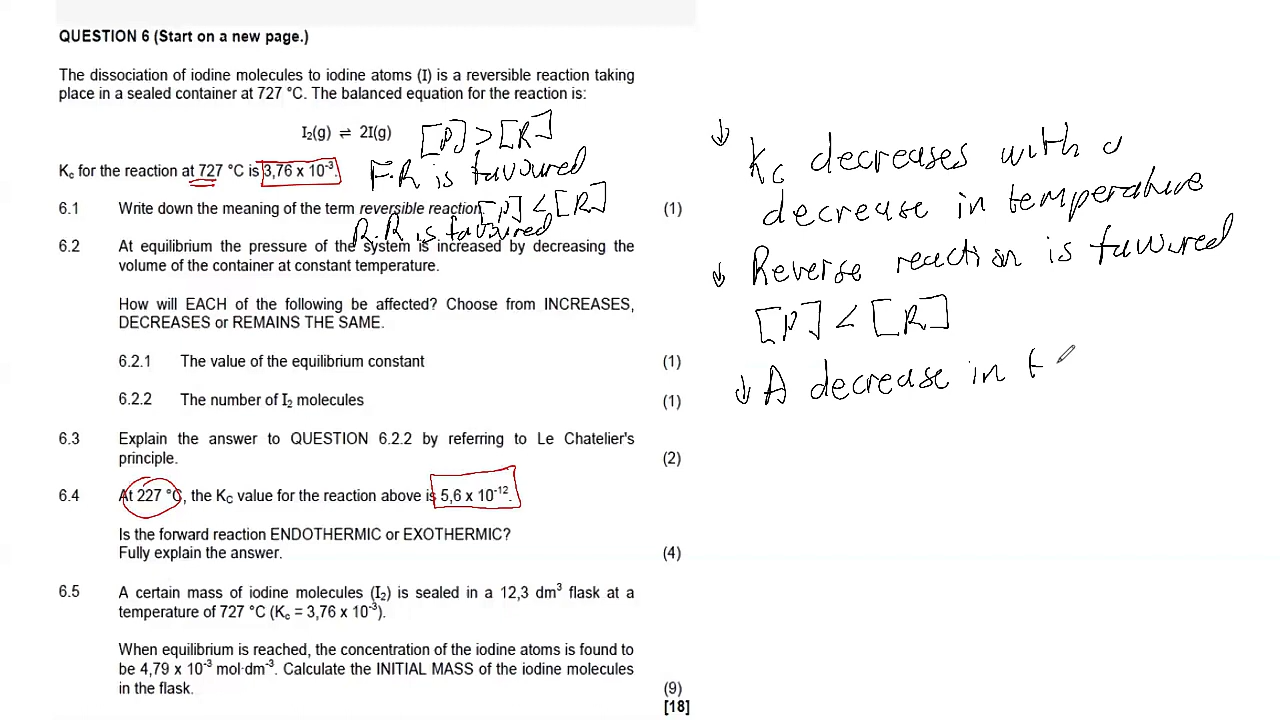 QUESTION 6 (Start on a new page.)
The dissociation of iodine molecules to iodine atoms (I) is a reversible reaction taking
place in a sealed container at 727 °C. The balanced equation for the reaction is:
I₂(g) ⇌ 2I(g)
[P] > [R]
Kc for the reaction at 727 °C is 3,76 x 10⁻³.
F.R is favoured
6.1 Write down the meaning of the term reversible reaction. (1)
[P] < [R]
R.R is favoured
6.2 At equilibrium the pressure of the system is increased by decreasing the
volume of the container at constant temperature.
How will EACH of the following be affected? Choose from INCREASES,
DECREASES or REMAINS THE SAME.
6.2.1 The value of the equilibrium constant (1)
6.2.2 The number of I₂ molecules (1)
6.3 Explain the answer to QUESTION 6.2.2 by referring to Le Chatelier's
principle. (2)
6.4 At 227 °C, the KC value for the reaction above is 5,6 x 10⁻¹².
Is the forward reaction ENDOTHERMIC or EXOTHERMIC?
Fully explain the answer. (4)
6.5 A certain mass of iodine molecules (I₂) is sealed in a 12,3 dm³ flask at a
temperature of 727 °C (Kc = 3,76 x 10⁻³).
When equilibrium is reached, the concentration of the iodine atoms is found to
be 4,79 x 10⁻³ mol·dm⁻³. Calculate the INITIAL MASS of the iodine molecules
in the flask. (9)
[18]
↓ Kc decreases with a
decrease in temperature
↓ Reverse reaction is favoured
[P] < [R]
↓ A decrease in t